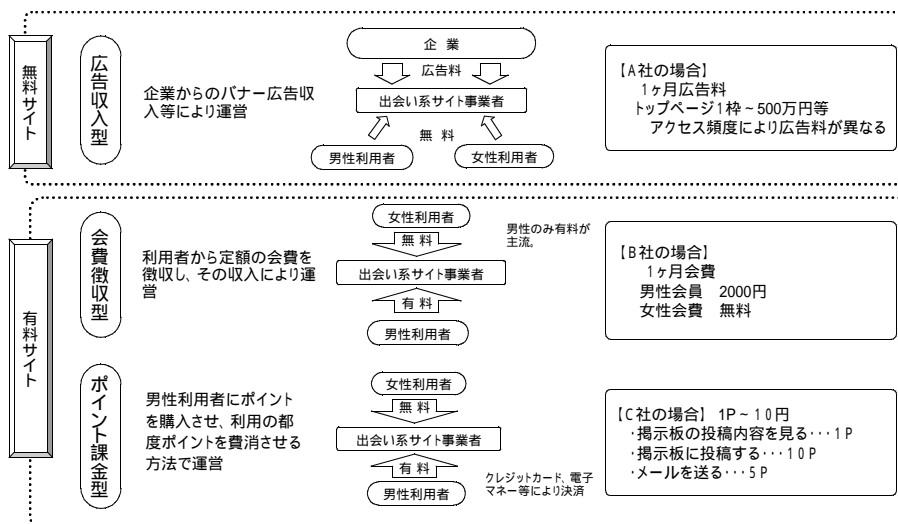 無料サイト
広告収入型
企業からのバナー広告収
入等により運営
企 業
広告料
出会い系サイト事業者
無 料
男性利用者
女性利用者
【A社の場合】
1ヶ月広告料
トップページ1枠~500万円等
アクセス頻度により広告料が異なる
有料サイト
会費徴収型
利用者から定額の会費を
徴収し、その収入により運
営
女性利用者
無 料
出会い系サイト事業者
有 料
男性利用者
男性のみ有料が
主流。
【B社の場合】
1ヶ月会費
男性会員 2000円
女性会費 無料
ポイント課金型
男性利用者にポイント
を購入させ、利用の都
度ポイントを費消させる
方法で運営
女性利用者
無 料
出会い系サイト事業者
有 料
男性利用者
クレジットカード、電子
マネー等により決済
【C社の場合】 1P~10円
・掲示板の投稿内容を見る・・・1P
・掲示板に投稿する・・・10P
・メールを送る・・・5P